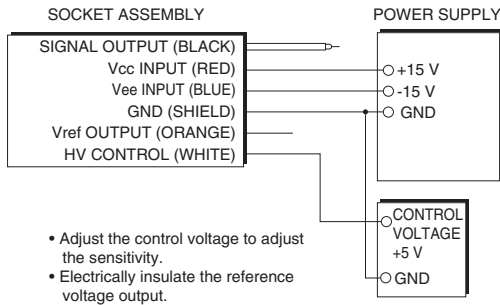 SOCKET ASSEMBLY
SIGNAL OUTPUT (BLACK)
Vcc INPUT (RED)
Vee INPUT (BLUE)
GND (SHIELD)
Vref OUTPUT (ORANGE)
HV CONTROL (WHITE)
POWER SUPPLY
+15 V
-15 V
GND
CONTROL
VOLTAGE
+5 V
GND
• Adjust the control voltage to adjust
the sensitivity.
• Electrically insulate the reference
voltage output.